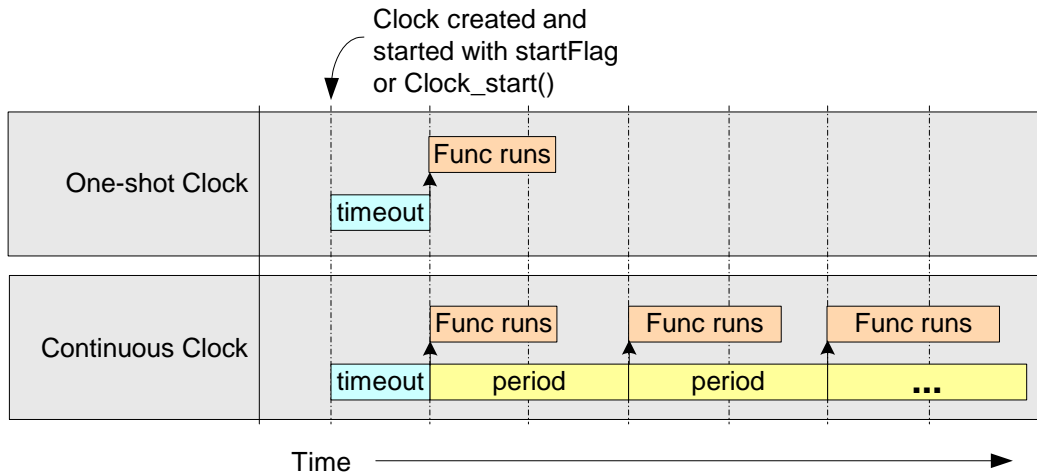 Clock created and
started with startFlag
or Clock_start()
One-shot Clock
Func runs
timeout
Continuous Clock
Func runs
Func runs
Func runs
timeout
period
period
...
Time